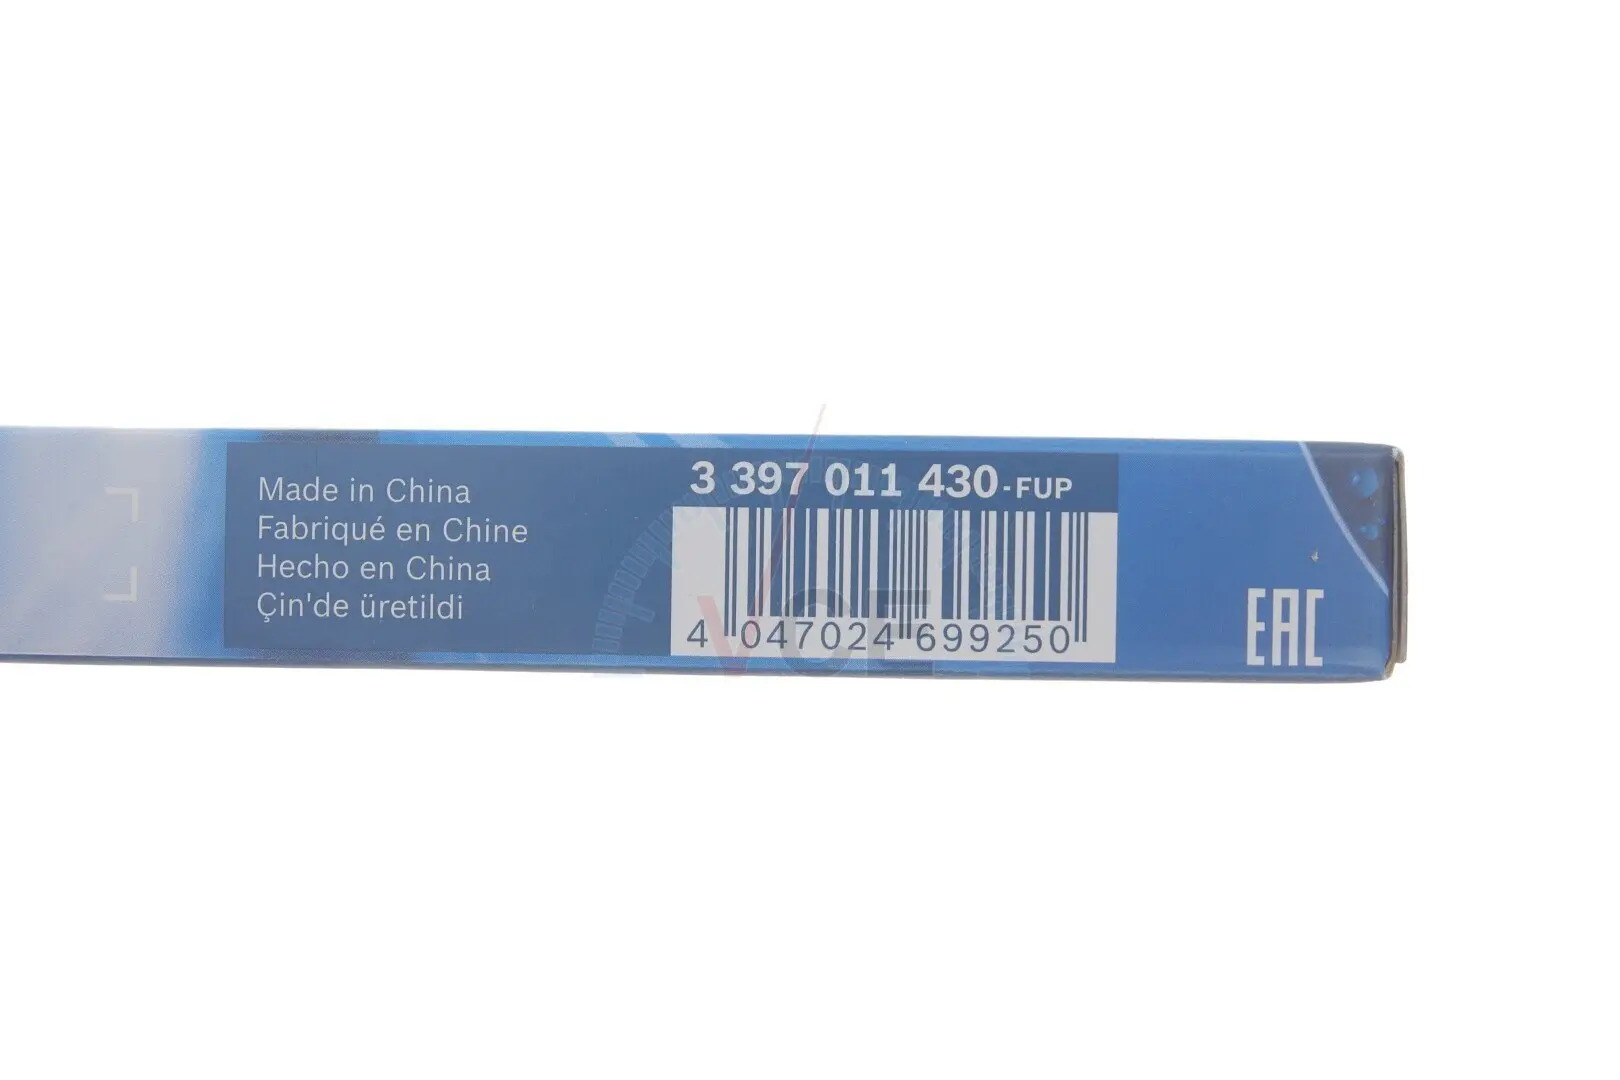 Made in China
Fabriqué en Chine
Hecho en China
Çin'de üretildi
3 397 011 430-FUP
4 047024 699250
VCE
EAC